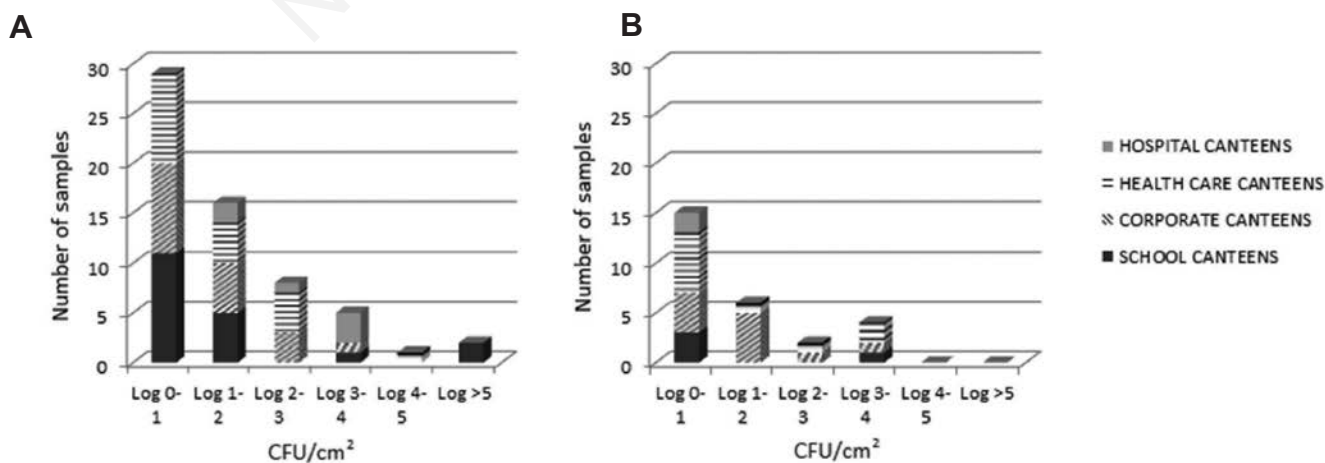 A
Number of samples
30
25
20
15
10
5
0
Log 0- Log 1- Log 2- Log 3- Log 4- Log >5
1 2 3 4 5
CFU/cm²
B
Number of samples
30
25
20
15
10
5
0
Log 0- Log 1- Log 2- Log 3- Log 4- Log >5
1 2 3 4 5
CFU/cm²
HOSPITAL CANTEENS
HEALTH CARE CANTEENS
CORPORATE CANTEENS
SCHOOL CANTEENS